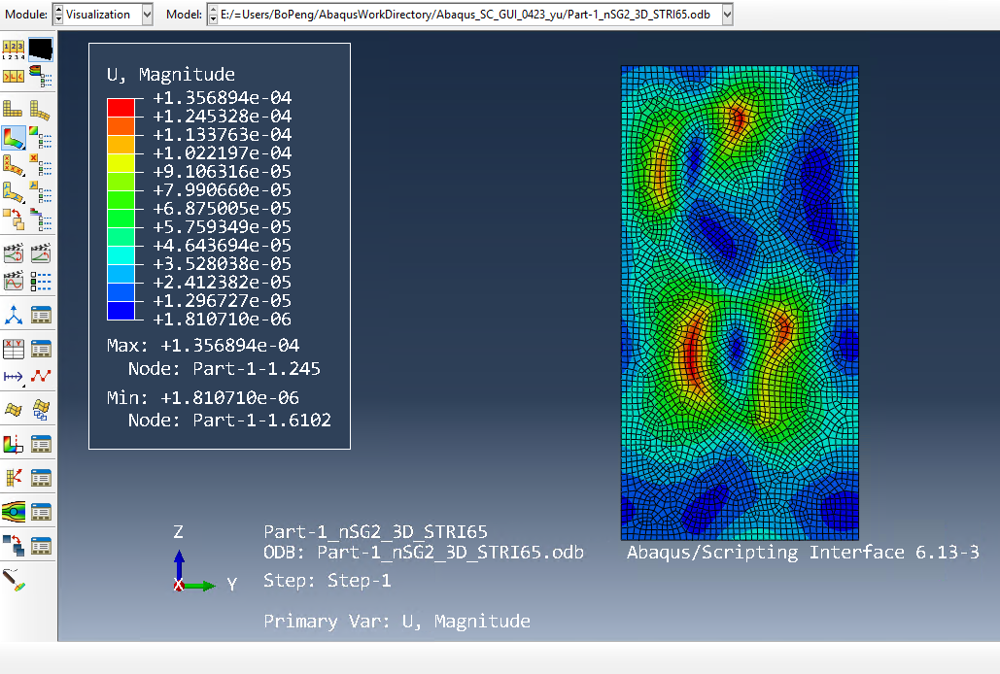 Module: Visualization Model: E:/=Users/BoPeng/AbaqusWorkDirectory/Abaqus_SC_GUI_0423_yu/Part-1_nSG2_3D_STRI65.odb
U, Magnitude
+1.356894e-04
+1.245328e-04
+1.133763e-04
+1.022197e-04
+9.106316e-05
+7.990660e-05
+6.875005e-05
+5.759349e-05
+4.643694e-05
+3.528038e-05
+2.412382e-05
+1.296727e-05
+1.810710e-06
Max: +1.356894e-04
Node: Part-1-1.245
Min: +1.810710e-06
Node: Part-1-1.6102
Z
Y
X
Part-1_nSG2_3D_STRI65
ODB: Part-1_nSG2_3D_STRI65.odb
Abaqus/Scripting Interface 6.13-3
Step: Step-1
Primary Var: U, Magnitude